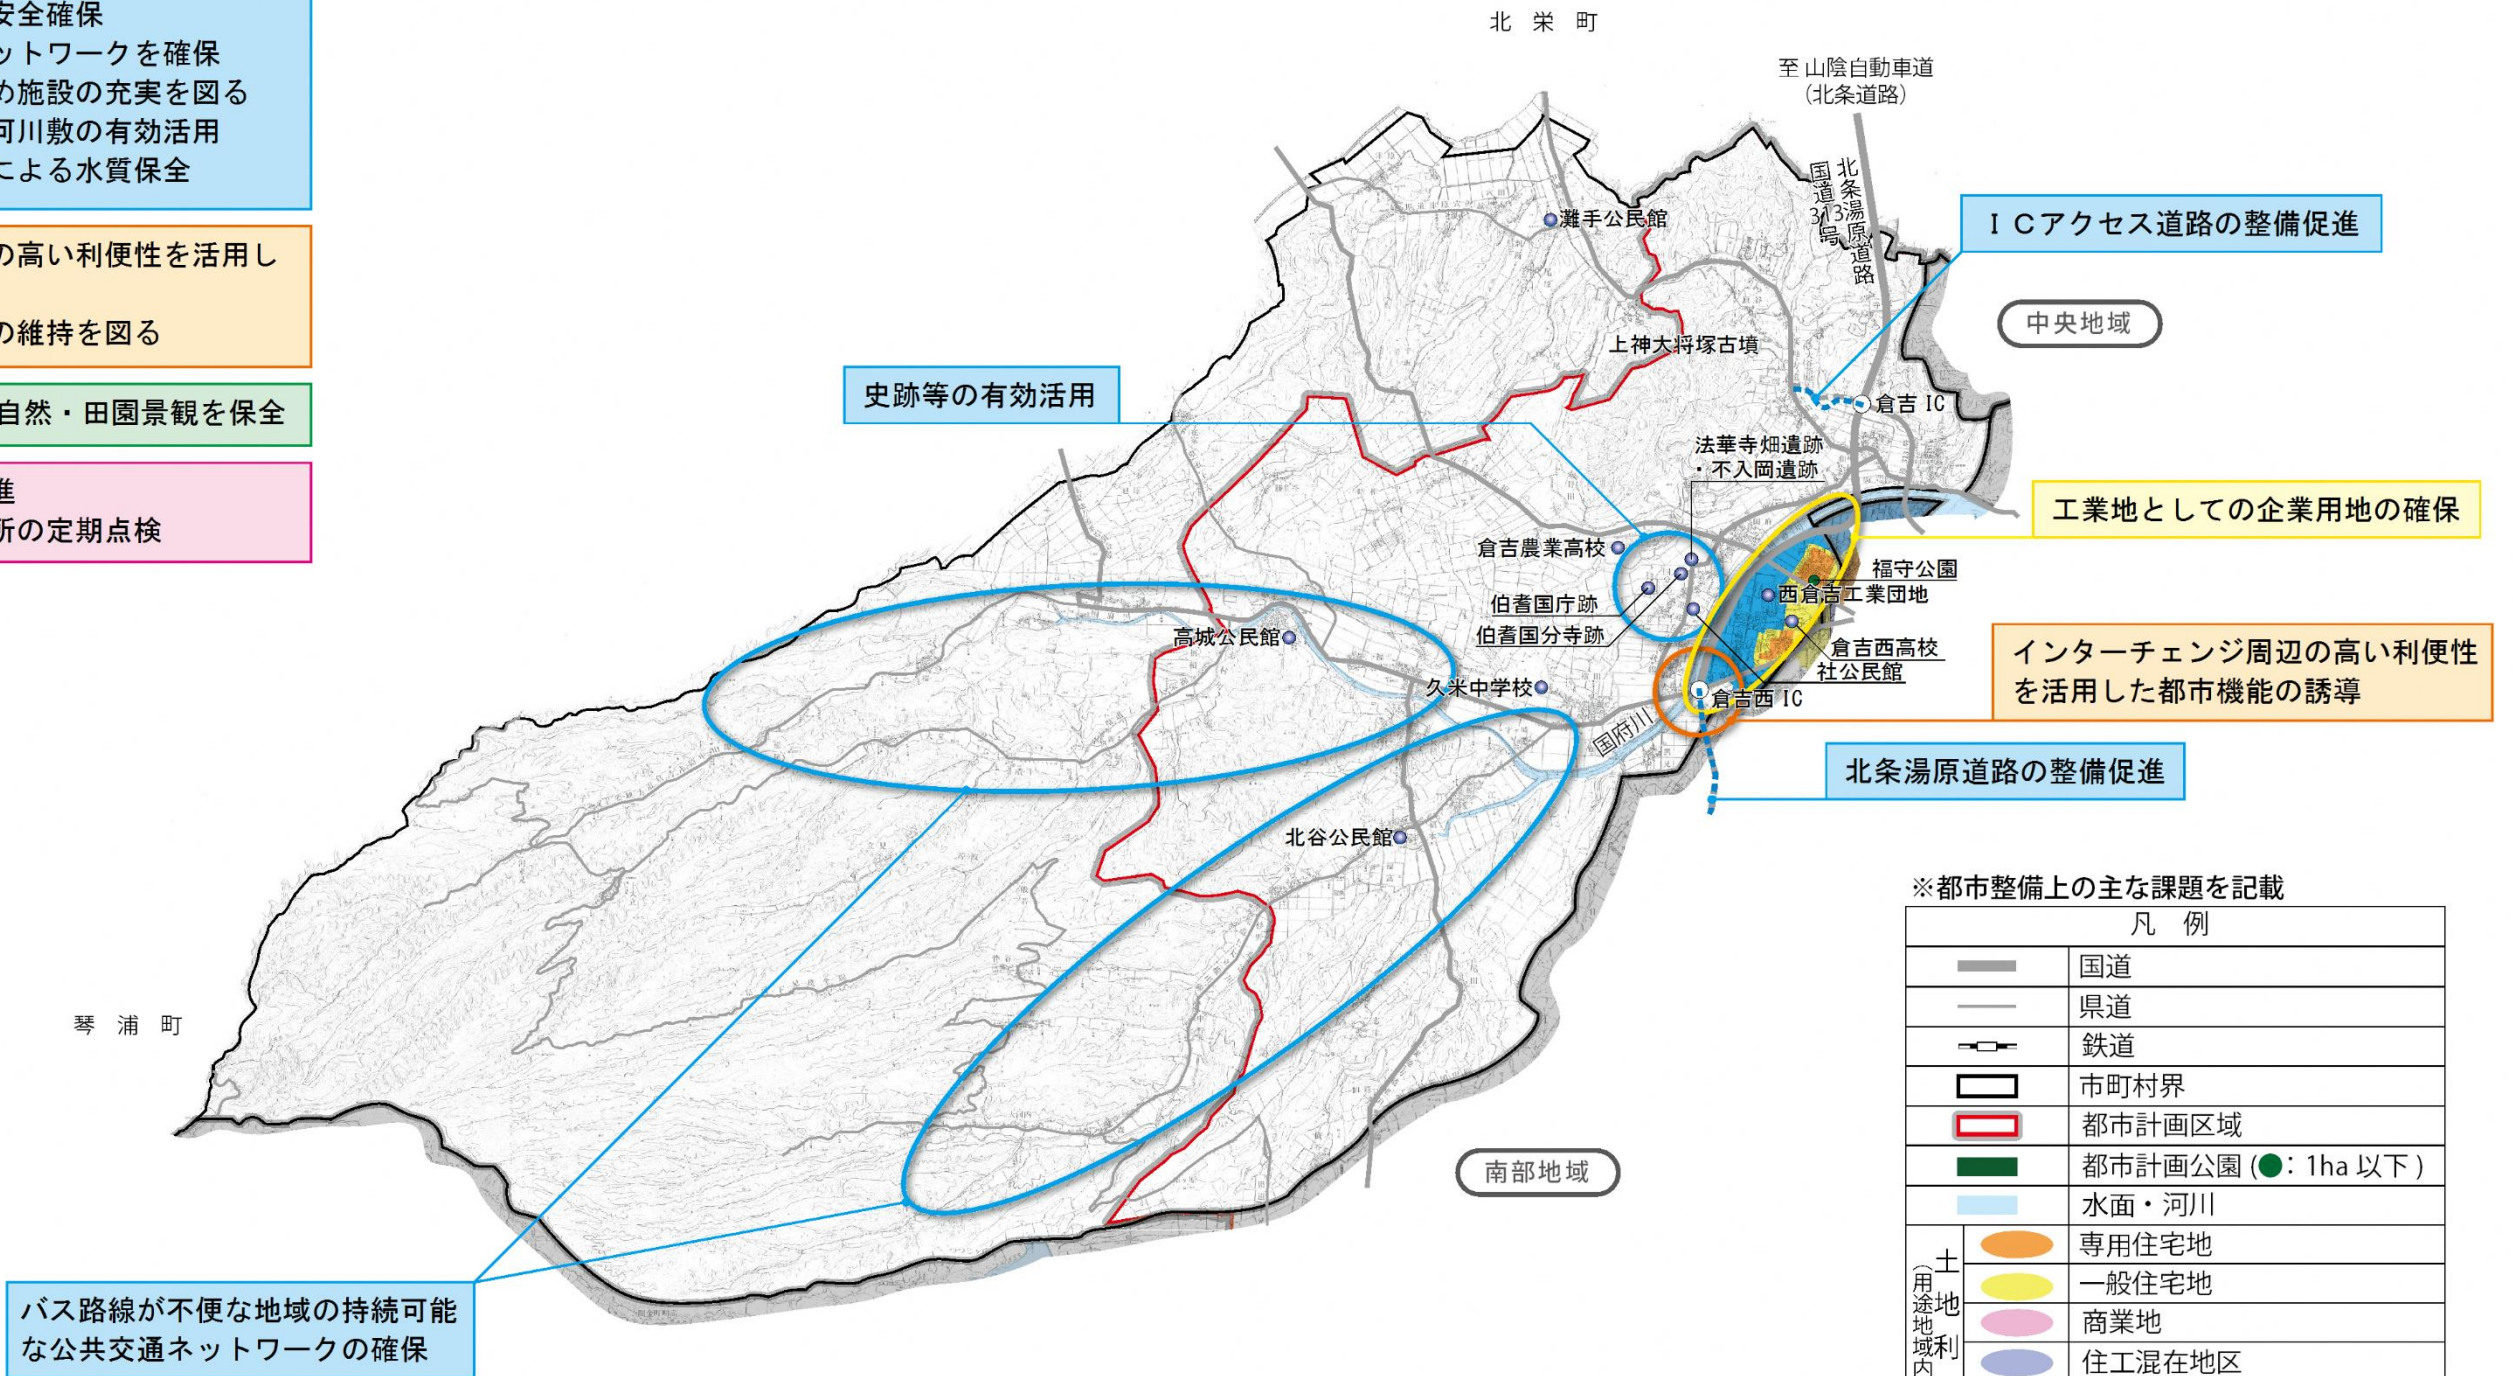 安全確保
ットワークを確保
め施設の充実を図る
河川敷の有効活用
による水質保全
の高い利便性を活用し
の維持を図る
自然・田園景観を保全
進
所の定期点検
北 栄 町
至 山陰自動車道
(北条道路)
北条湯原道路
国道313号
ＩＣアクセス道路の整備促進
中央地域
灘手公民館
上神大将塚古墳
史跡等の有効活用
倉吉 IC
法華寺畑遺跡
・不入岡遺跡
工業地としての企業用地の確保
倉吉農業高校
福守公園
西倉吉工業団地
伯耆国庁跡
伯耆国分寺跡
高城公民館
倉吉西高校
社公民館
インターチェンジ周辺の高い利便性
を活用した都市機能の誘導
久米中学校
倉吉西 IC
国府川
北条湯原道路の整備促進
北谷公民館
琴 浦 町
南部地域
バス路線が不便な地域の持続可能
な公共交通ネットワークの確保
※都市整備上の主な課題を記載
凡 例
国道
県道
鉄道
市町村界
都市計画区域
都市計画公園 (●：1ha 以下 )
水面・河川
土地利
（用途地域内
専用住宅地
一般住宅地
商業地
住工混在地区